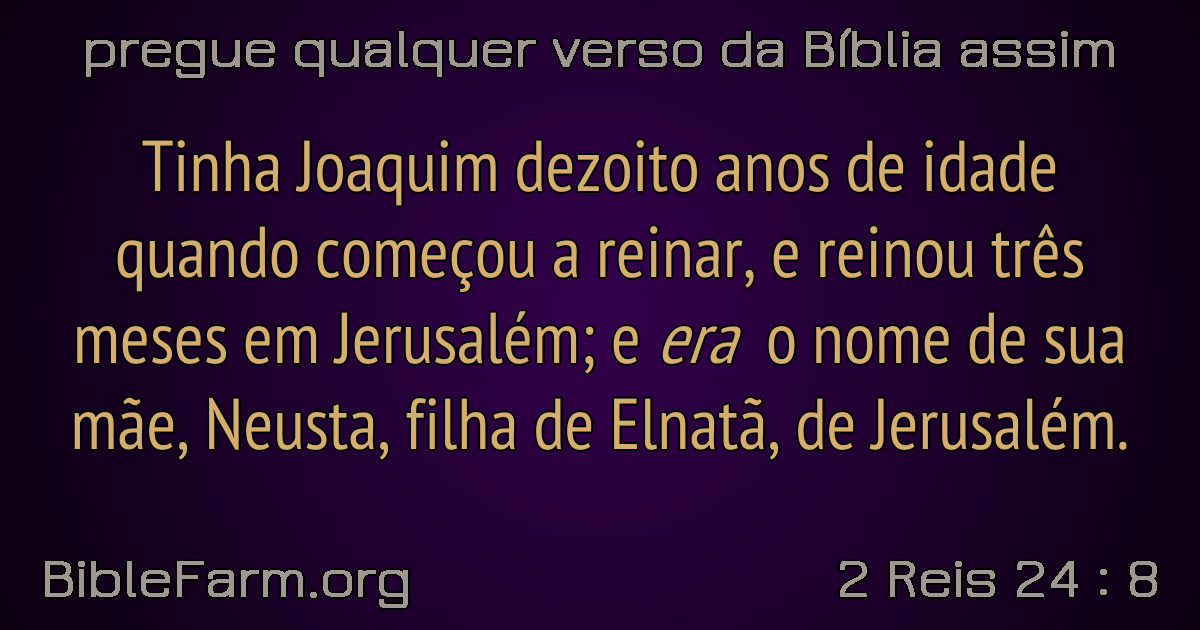 pregue qualquer verso da Bíblia assim
Tinha Joaquim dezoito anos de idade
quando começou a reinar, e reinou três
meses em Jerusalém; e era o nome de sua
mãe, Neusta, filha de Elnatã, de Jerusalém.
BibleFarm.org
2 Reis 24 : 8